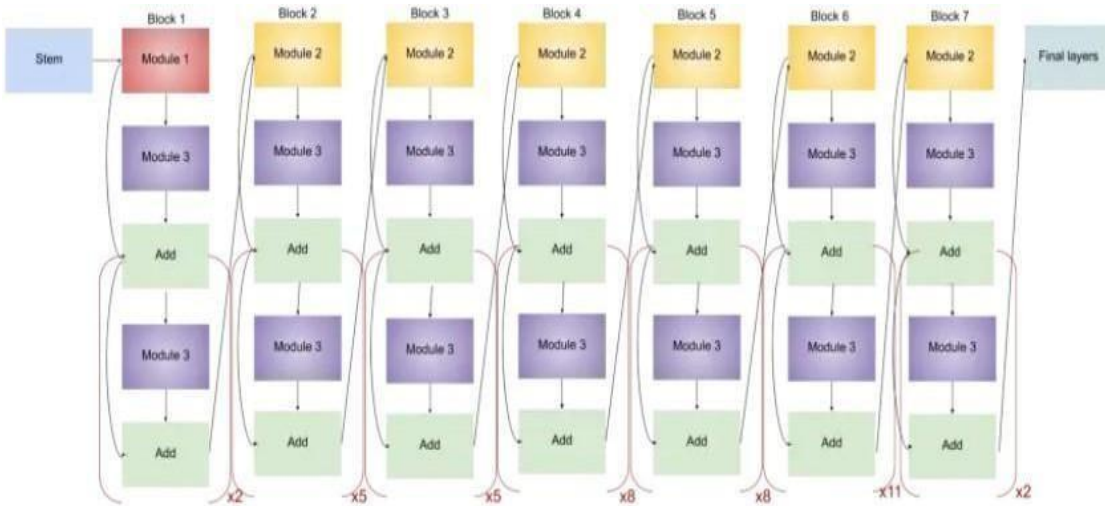 Block 1 Block 2 Block 3 Block 4 Block 5 Block 6 Block 7
Stem Module 1 Module 2 Module 2 Module 2 Module 2 Module 2 Module 2 Final layers
Module 3 Module 3 Module 3 Module 3 Module 3 Module 3 Module 3
Add Add Add Add Add Add Add
Module 3 Module 3 Module 3 Module 3 Module 3 Module 3 Module 3
Add Add Add Add Add Add Add
x2 x5 x5 x8 x8 x11 x2